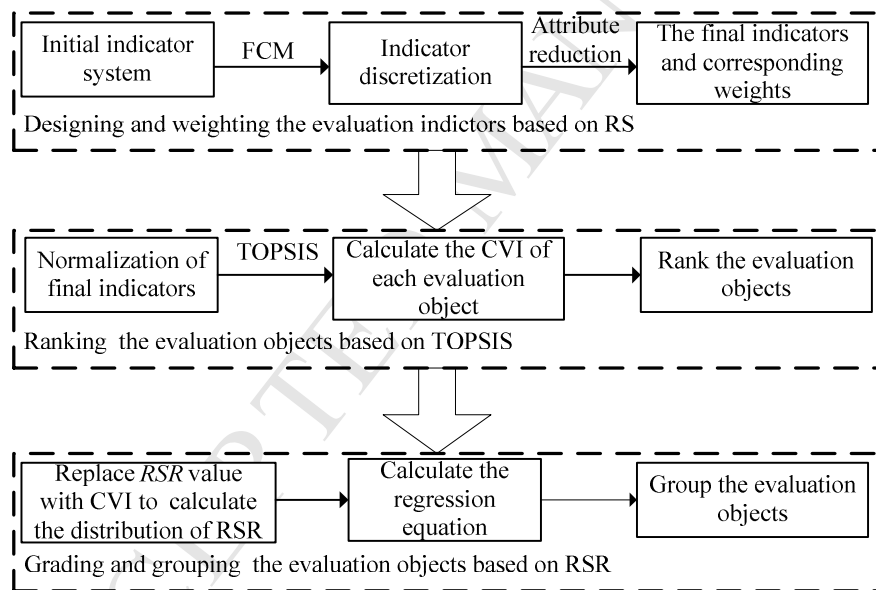 Initial indicator
system
FCM
Indicator
discretization
Attribute
reduction
The final indicators
and corresponding
weights
Designing and weighting the evaluation indictors based on RS
Normalization of
final indicators
TOPSIS
Calculate the CVI of
each evaluation
object
Rank the evaluation
objects
Ranking the evaluation objects based on TOPSIS
Replace RSR value
with CVI to calculate
the distribution of RSR
Calculate the
regression
equation
Group the evaluation
objects
Grading and grouping the evaluation objects based on RSR